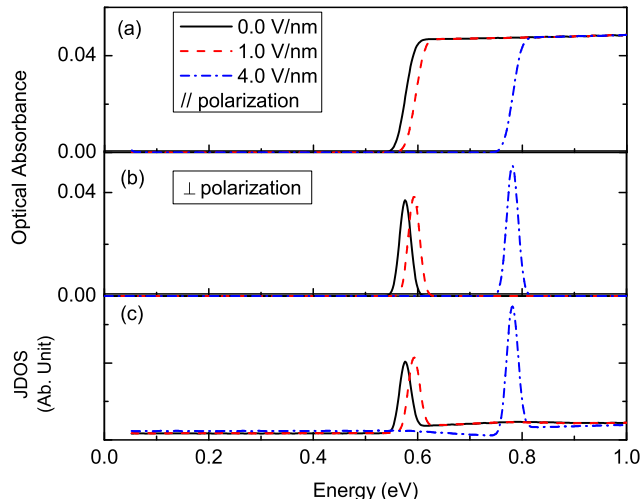 (a)
0.0 V/nm
1.0 V/nm
4.0 V/nm
// polarization
0.04
0.00
Optical Absorbance
(b)
⊥ polarization
0.04
0.00
(c)
JDOS
(Ab. Unit)
0.0 0.2 0.4 0.6 0.8 1.0
Energy (eV)